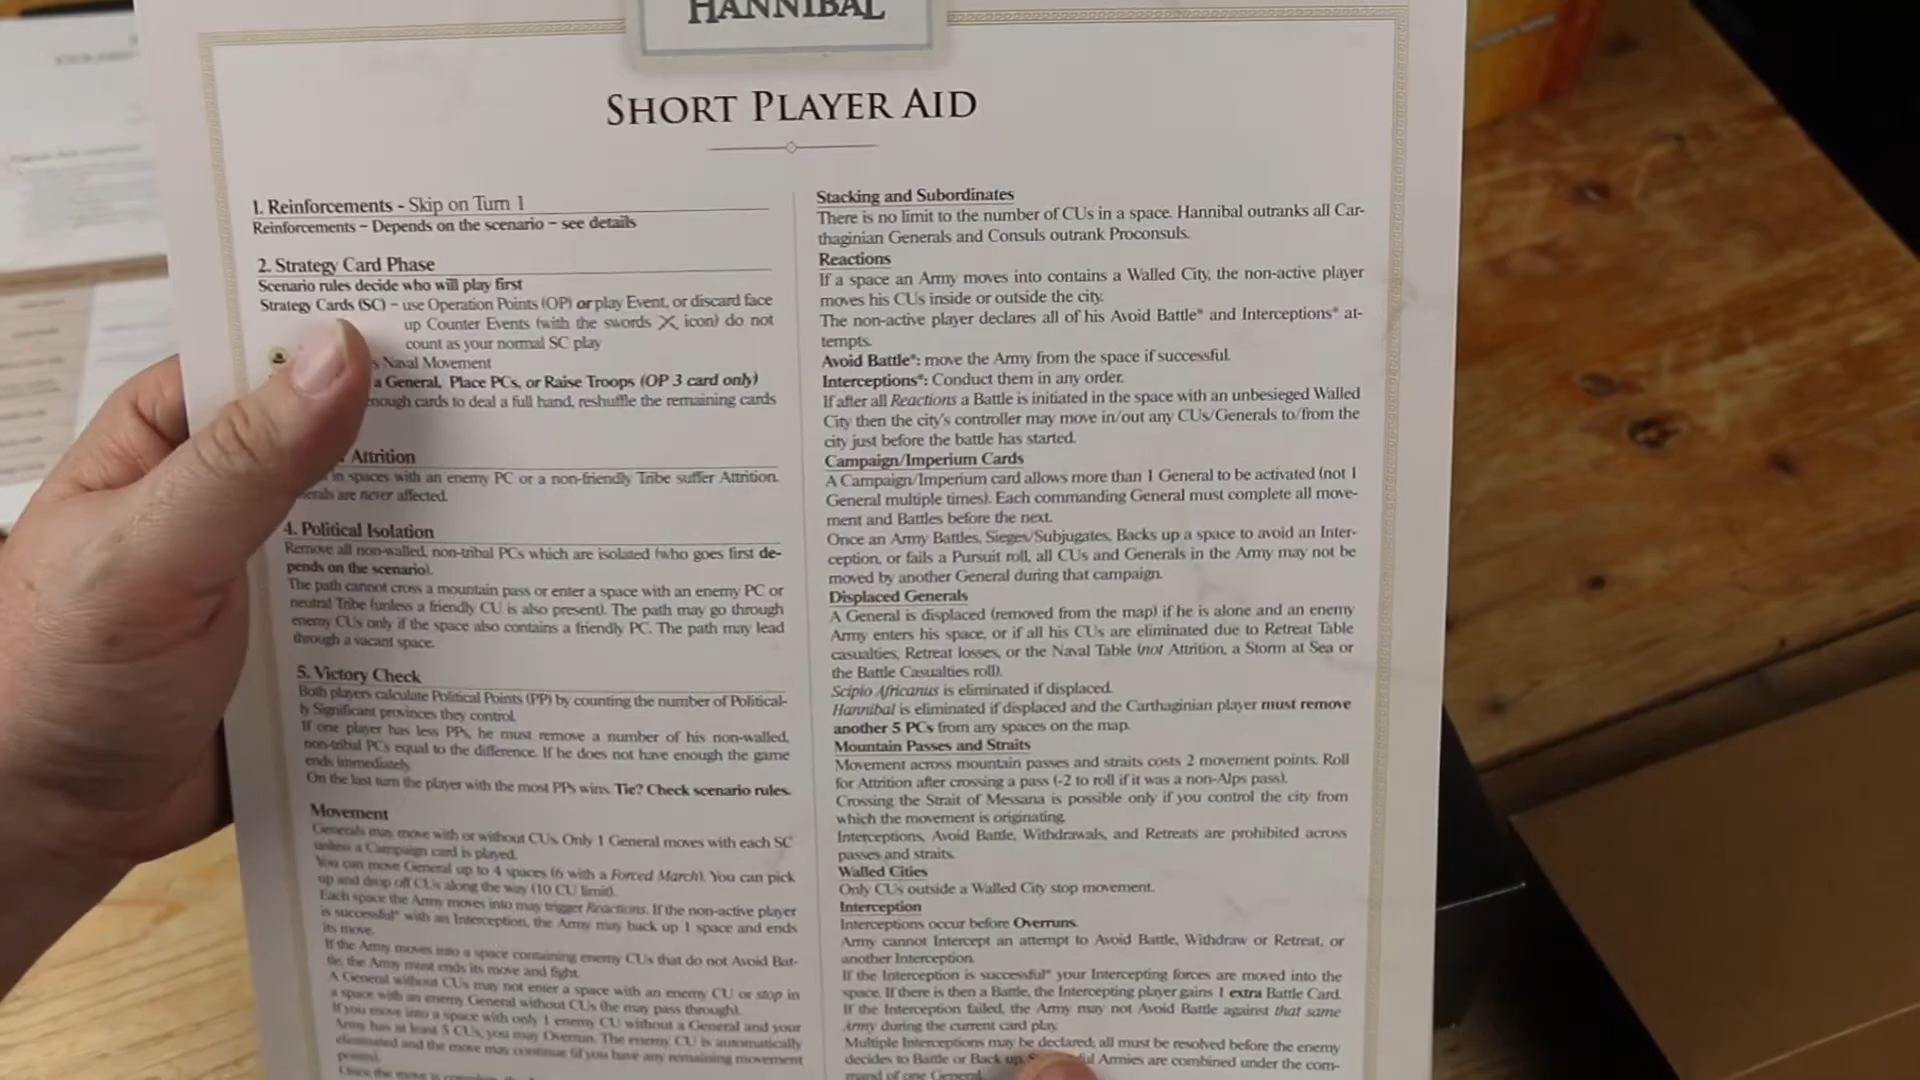 HANNIBAL
SHORT PLAYER AID
1. Reinforcements - Skip on Turn 1
Reinforcements – Depends on the scenario – see details
2. Strategy Card Phase
Scenario rules decide who will play first
Strategy Cards (SC) – use Operation Points (OP) or play Event, or discard face
up Counter Events (with the swords icon) do not
count as your normal SC play
Naval Movement
a General, Place PCs, or Raise Troops (OP 3 card only)
enough cards to deal a full hand, reshuffle the remaining cards
Attrition
in spaces with an enemy PC or a non-friendly Tribe suffer Attrition.
are never affected.
4. Political Isolation
Remove all non-walled, non-tribal PCs which are isolated (who goes first de-
pends on the scenario).
The path cannot cross a mountain pass or enter a space with an enemy PC or
neutral Tribe (unless a friendly CU is also present). The path may go through
enemy CUs only if the space also contains a friendly PC. The path may lead
through a vacant space.
5. Victory Check
Both players calculate Political Points (PP) by counting the number of Political-
ly Significant provinces they control.
If one player has less PPs, he must remove a number of his non-walled,
non-tribal PCs equal to the difference. If he does not have enough the game
ends immediately.
On the last turn the player with the most PPs wins. Tie? Check scenario rules.
Movement
Generals may move with or without CUs. Only 1 General moves with each SC
unless a Campaign card is played.
You can move General up to 4 spaces (6 with a Forced March). You can pick
up and drop off CUs along the way (10 CU limit).
Each space the Army moves into may trigger Reactions. If the non-active player
is successful* with an Interception, the Army may back up 1 space and ends
its move.
If the Army moves into a space containing enemy CUs that do not Avoid Bat-
tle, the Army must ends its move and fight.
A General without CUs may not enter a space with an enemy CU or stop in
a space with an enemy General without CUs (he may pass through).
If you move into a space with only 1 enemy CU without a General and your
Army has at least 5 CUs, you may Overrun. The enemy CU is automatically
eliminated and the move may continue (if you have any remaining movement
points).
Once the move is
Stacking and Subordinates
There is no limit to the number of CUs in a space. Hannibal outranks all Car-
thaginian Generals and Consuls outrank Proconsuls.
Reactions
If a space an Army moves into contains a Walled City, the non-active player
moves his CUs inside or outside the city.
The non-active player declares all of his Avoid Battle* and Interceptions* at-
tempts.
Avoid Battle*: move the Army from the space if successful.
Interceptions*: Conduct them in any order.
If after all Reactions a Battle is initiated in the space with an unbesieged Walled
City then the city's controller may move in/out any CUs/Generals to/from the
city just before the battle has started.
Campaign/Imperium Cards
A Campaign/Imperium card allows more than 1 General to be activated (not 1
General multiple times). Each commanding General must complete all move-
ment and Battles before the next.
Once an Army Battles, Sieges/Subjugates, Backs up a space to avoid an Inter-
ception, or fails a Pursuit roll, all CUs and Generals in the Army may not be
moved by another General during that campaign.
Displaced Generals
A General is displaced (removed from the map) if he is alone and an enemy
Army enters his space, or if all his CUs are eliminated due to Retreat Table
casualties, Retreat losses, or the Naval Table (not Attrition, a Storm at Sea or
the Battle Casualties roll).
Scipio Africanus is eliminated if displaced.
Hannibal is eliminated if displaced and the Carthaginian player must remove
another 5 PCs from any spaces on the map.
Mountain Passes and Straits
Movement across mountain passes and straits costs 2 movement points. Roll
for Attrition after crossing a pass (-2 to roll if it was a non-Alps pass).
Crossing the Strait of Messana is possible only if you control the city from
which the movement is originating.
Interceptions, Avoid Battle, Withdrawals, and Retreats are prohibited across
passes and straits.
Walled Cities
Only CUs outside a Walled City stop movement.
Interception
Interceptions occur before Overruns.
Army cannot Intercept an attempt to Avoid Battle, Withdraw or Retreat, or
another Interception.
If the Interception is successful* your Intercepting forces are moved into the
space. If there is then a Battle, the Intercepting player gains 1 extra Battle Card.
If the Interception failed, the Army may not Avoid Battle against that same
Army during the current card play.
Multiple Interceptions may be declared; all must be resolved before the enemy
decides to Battle or Back up. Armies are combined under the com-
mand of one General.